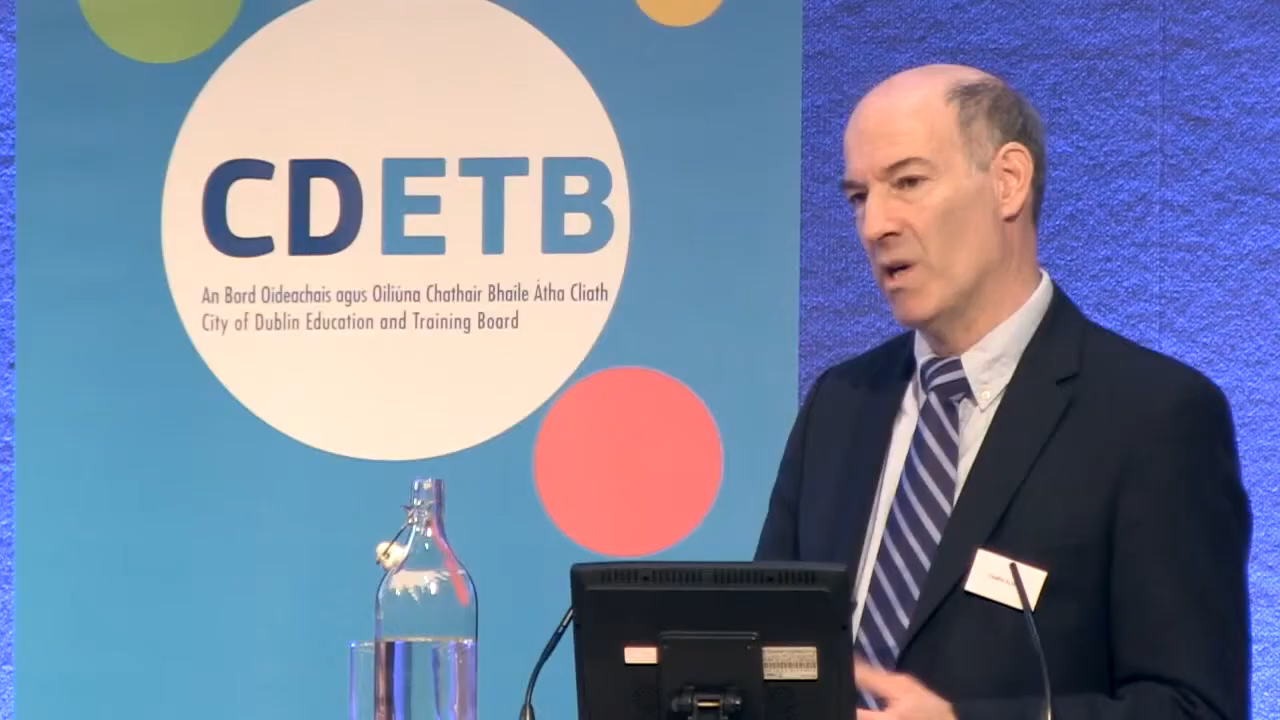 CDETB
An Bord Oideachais agus Oiliúna Chathair Bhaile Átha Cliath
City of Dublin Education and Training Board